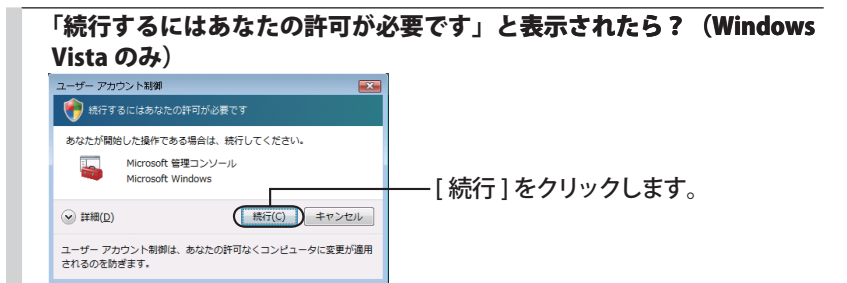 「続行するにはあなたの許可が必要です」と表示されたら？（Windows
Vista のみ）
ユーザー アカウント制御
続行するにはあなたの許可が必要です
あなたが開始した操作である場合は、続行してください。
Microsoft 管理コンソール
Microsoft Windows
[ 続行 ] をクリックします。
詳細(D)
続行(C)
キャンセル
ユーザー アカウント制御は、あなたの許可なくコンピュータに変更が適用
されるのを防ぎます。